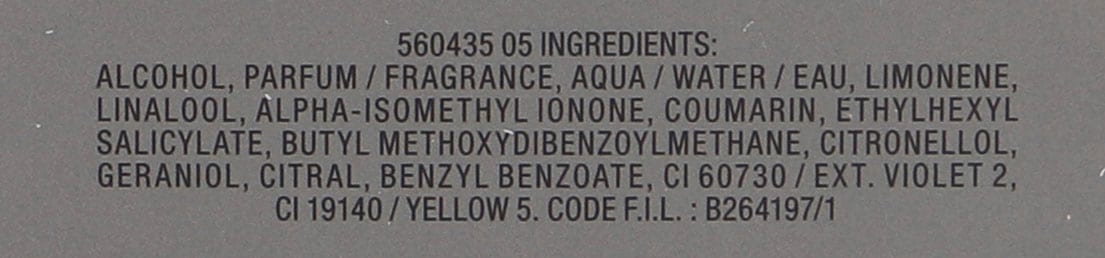 560435 05 INGREDIENTS:
ALCOHOL, PARFUM / FRAGRANCE, AQUA / WATER / EAU, LIMONENE,
LINALOOL, ALPHA-ISOMETHYL IONONE, COUMARIN, ETHYLHEXYL
SALICYLATE, BUTYL METHOXYDIBENZOYLMETHANE, CITRONELLOL,
GERANIOL, CITRAL, BENZYL BENZOATE, CI 60730 / EXT. VIOLET 2,
CI 19140 / YELLOW 5. CODE F.I.L. : B264197/1